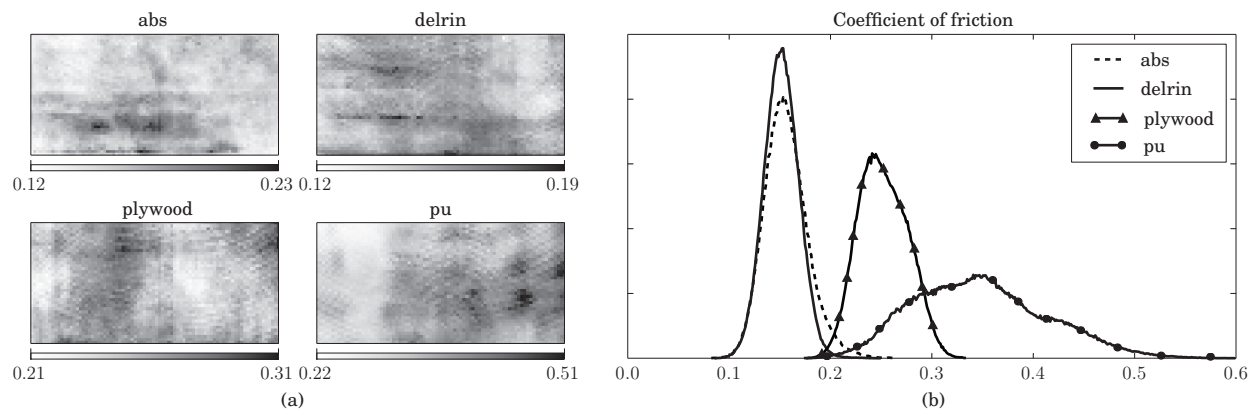 abs
delrin
0.12
0.23
0.12
0.19
plywood
pu
0.21
0.31
0.22
0.51
(a)
Coefficient of friction
abs
delrin
plywood
pu
0.0
0.1
0.2
0.3
0.4
0.5
0.6
(b)